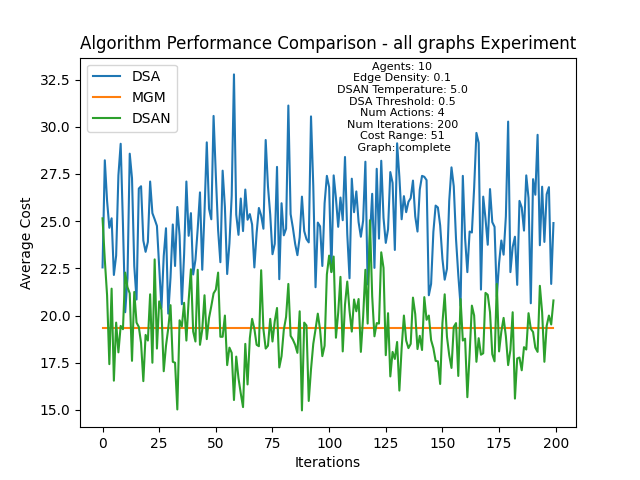 Algorithm Performance Comparison - all graphs Experiment
DSA
MGM
DSAN
Agents: 10
Edge Density: 0.1
DSAN Temperature: 5.0
DSA Threshold: 0.5
Num Actions: 4
Num Iterations: 200
Cost Range: 51
Graph: complete
Average Cost
32.5
30.0
27.5
25.0
22.5
20.0
17.5
15.0
0 25 50 75 100 125 150 175 200
Iterations